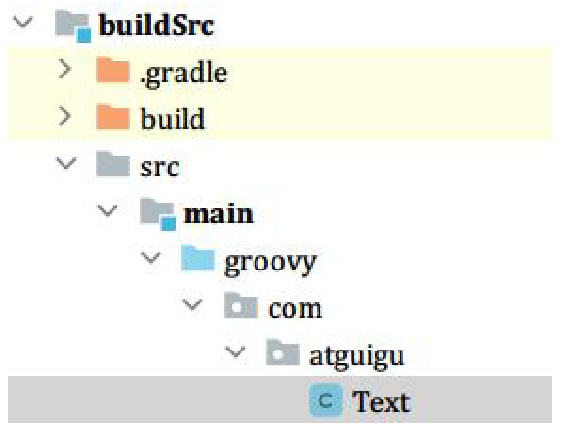 buildSrc
.gradle
build
src
main
groovy
com
atguigu
C Text